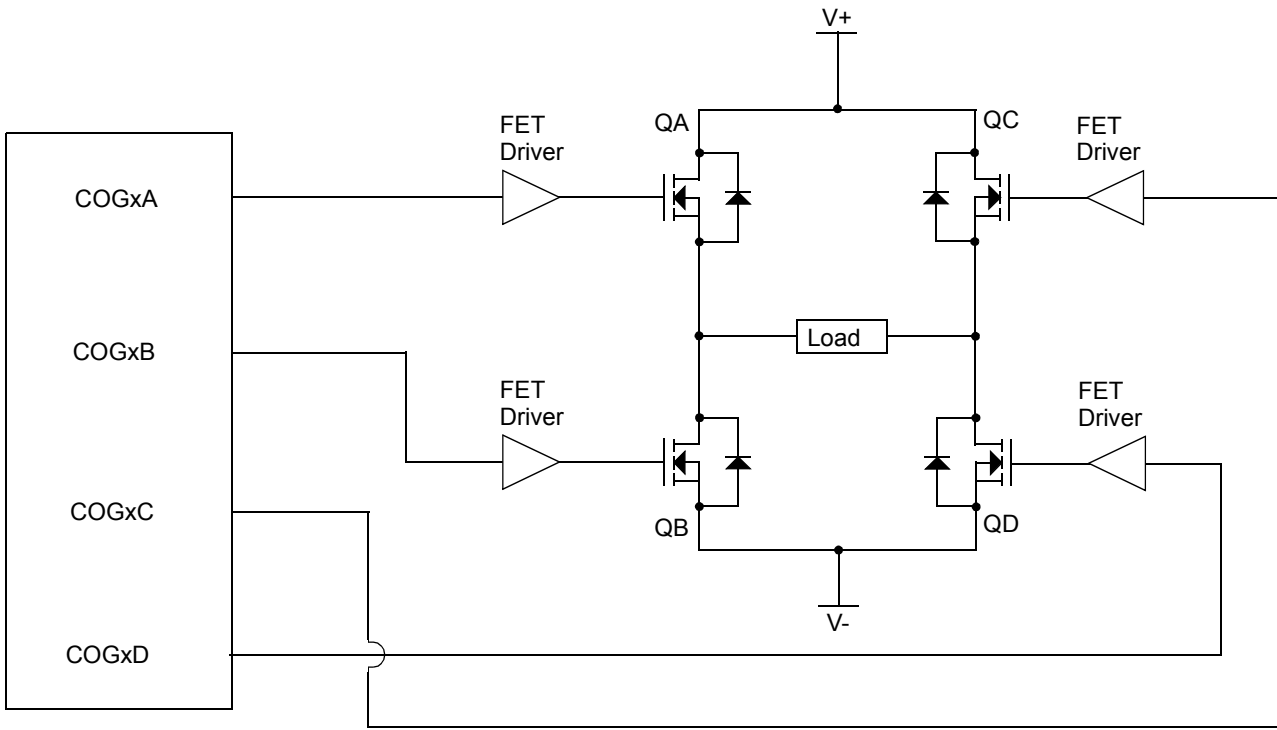 V+
QA
QC
FET
Driver
FET
Driver
COGxA
COGxB
Load
FET
Driver
FET
Driver
COGxC
QB
QD
V-
COGxD